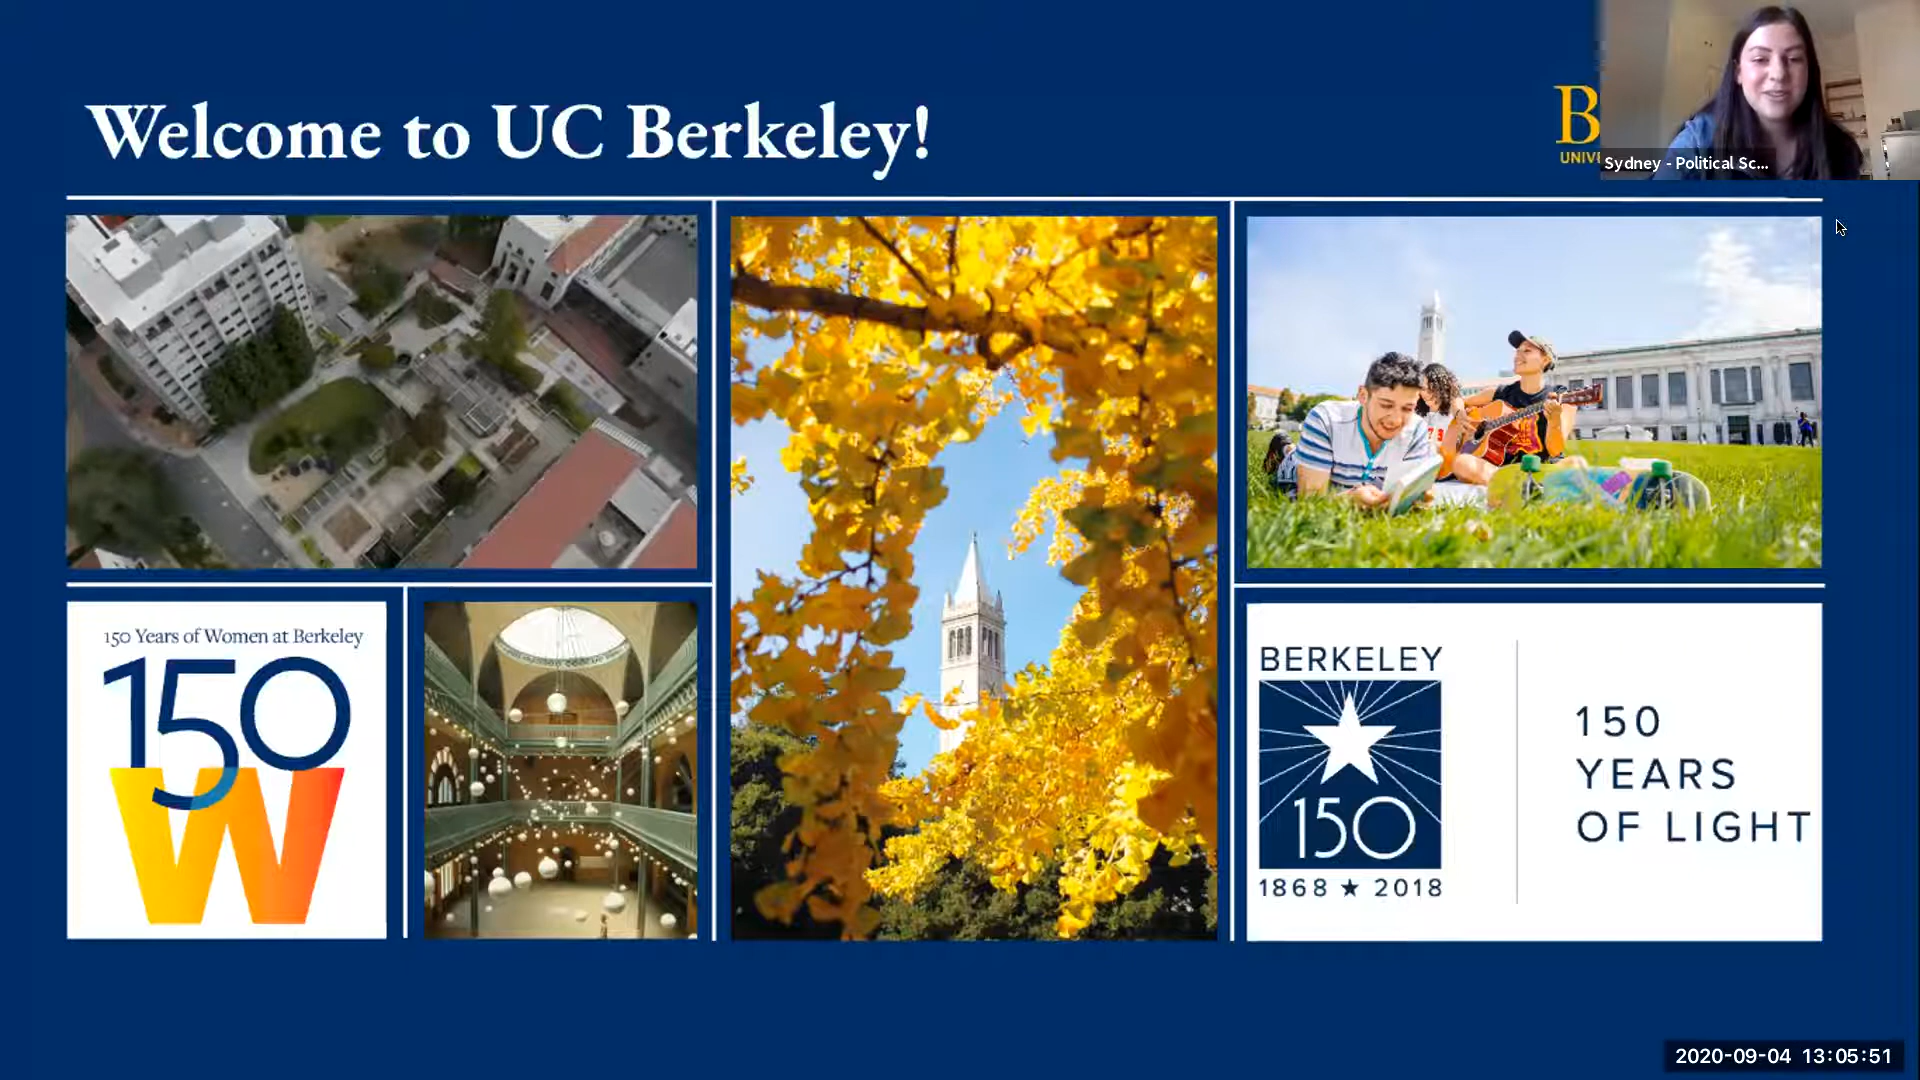 Welcome to UC Berkeley!
B
UNIVE
Sydney - Political Sc...
150 Years of Women at Berkeley
150
W
BERKELEY
150
1868 ★ 2018
150
YEARS
OF LIGHT
2020-09-04 13:05:51